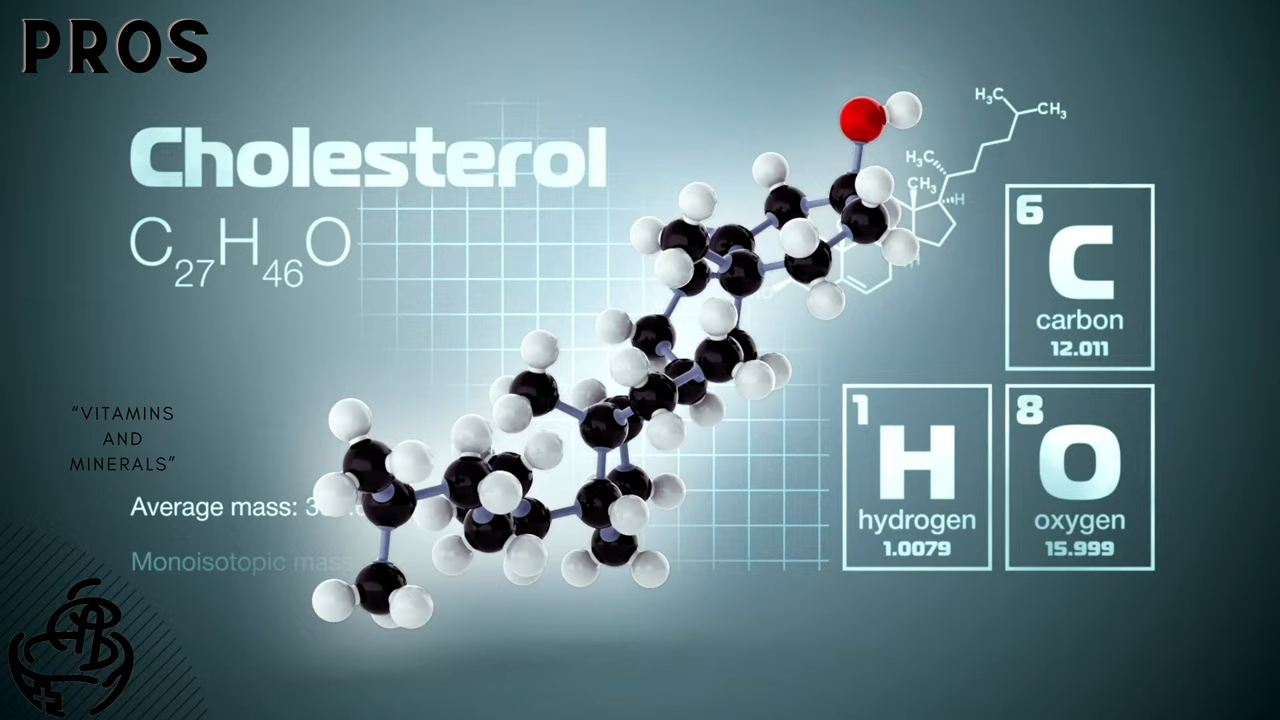 PROS
Cholesterol
C27H46O
H3C
CH3
H3C
CH3
H
6
C
carbon
12.011
"VITAMINS
AND
MINERALS"
Average mass:
Monoisotopic mass
1
H
hydrogen
1.0079
8
O
oxygen
15.999